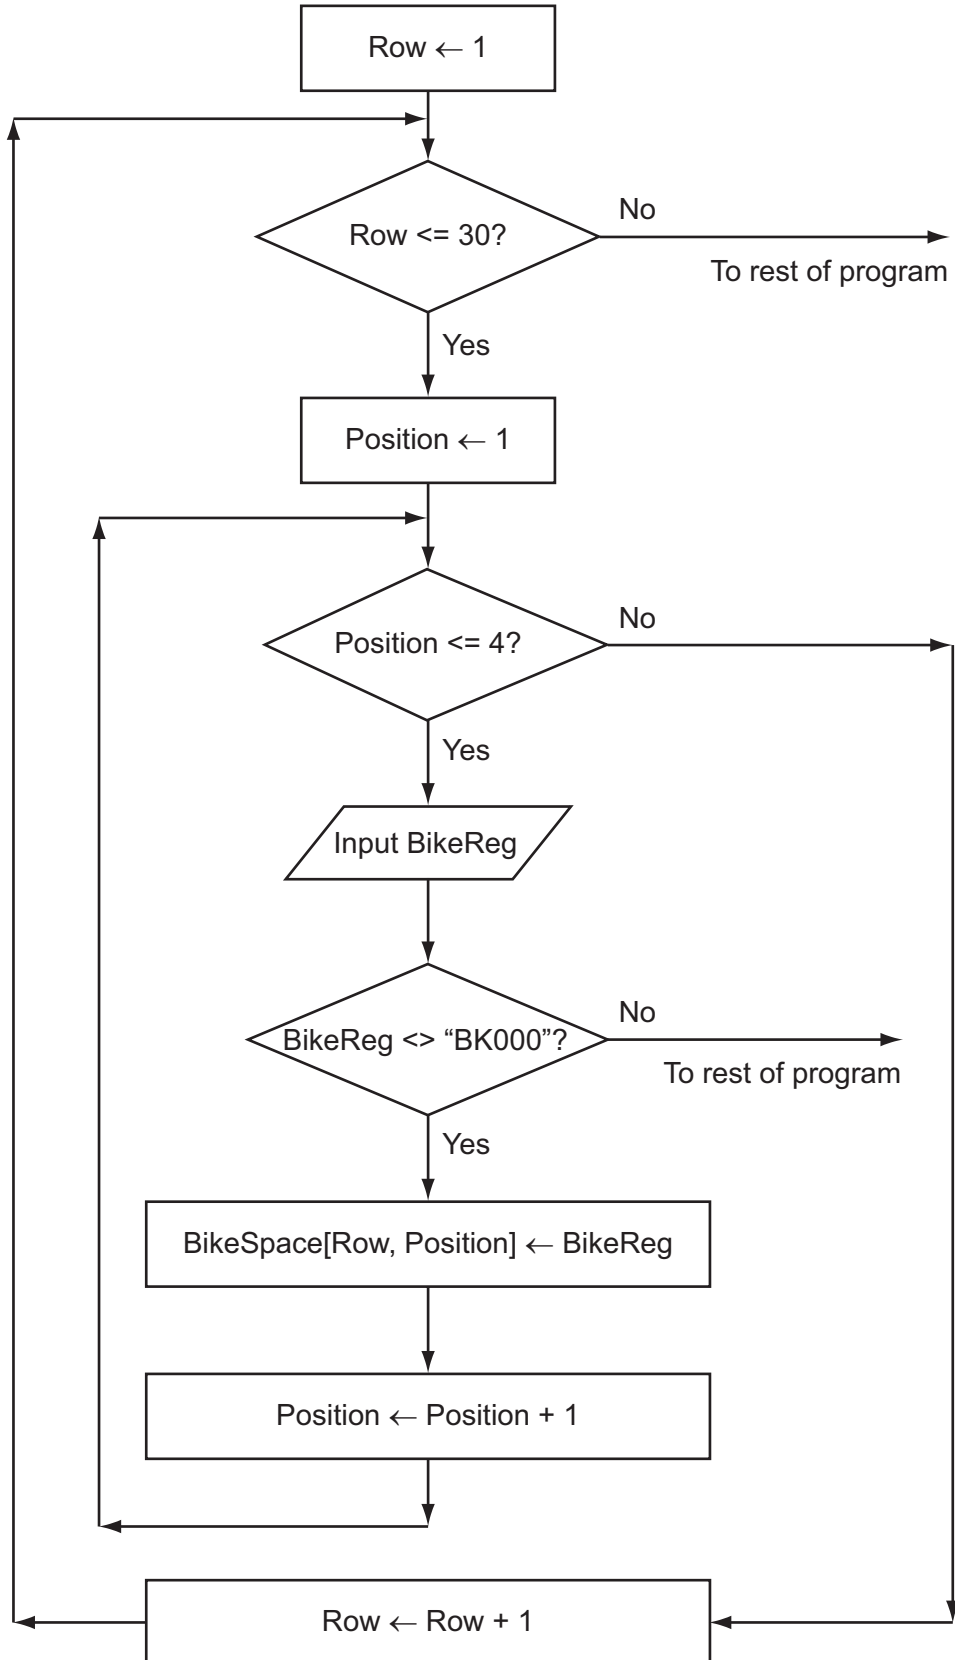 Row ← 1
Row <= 30?
No
To rest of program
Yes
Position ← 1
Position <= 4?
No
Yes
Input BikeReg
BikeReg <> “BK000”?
No
To rest of program
Yes
BikeSpace[Row, Position] ← BikeReg
Position ← Position + 1
Row ← Row + 1